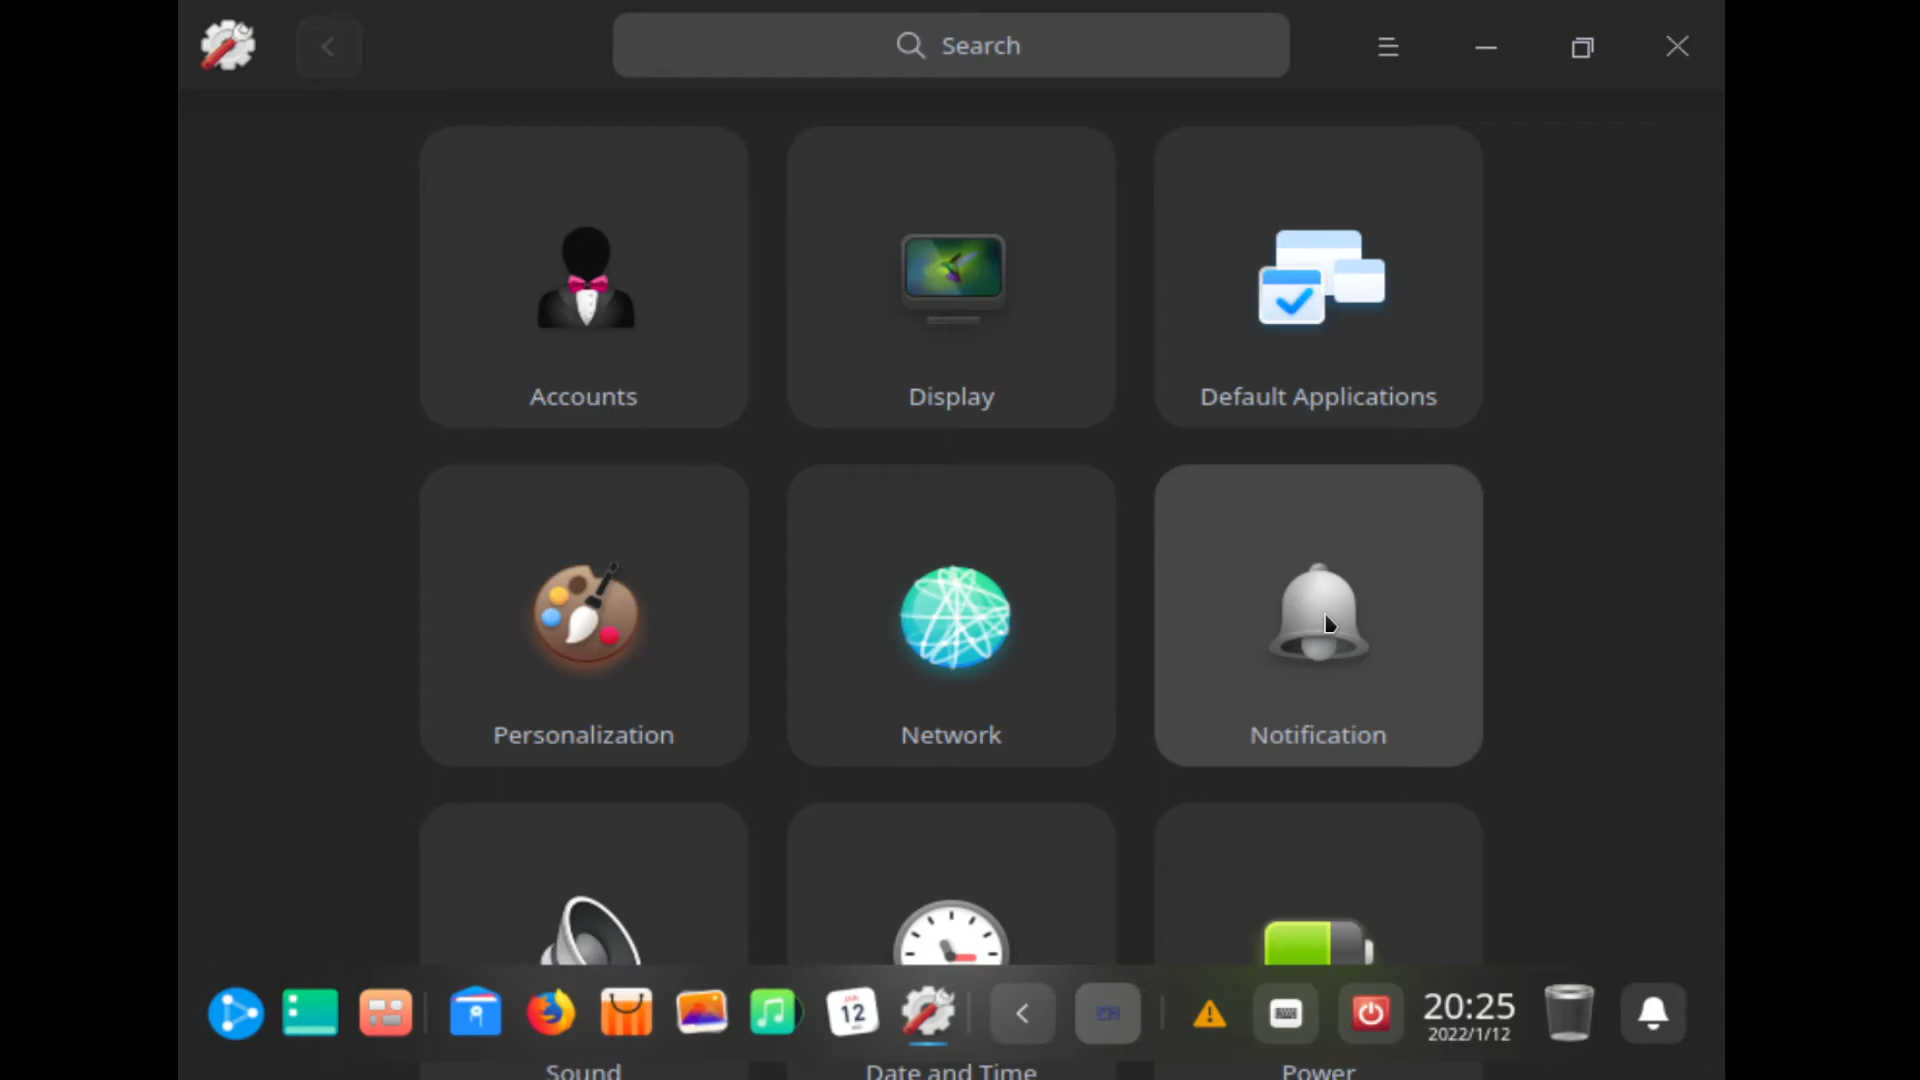 Search
Accounts
Display
Default Applications
Personalization
Network
Notification
JAN
12
20:25
2022/1/12
Sound
Date and Time
Power